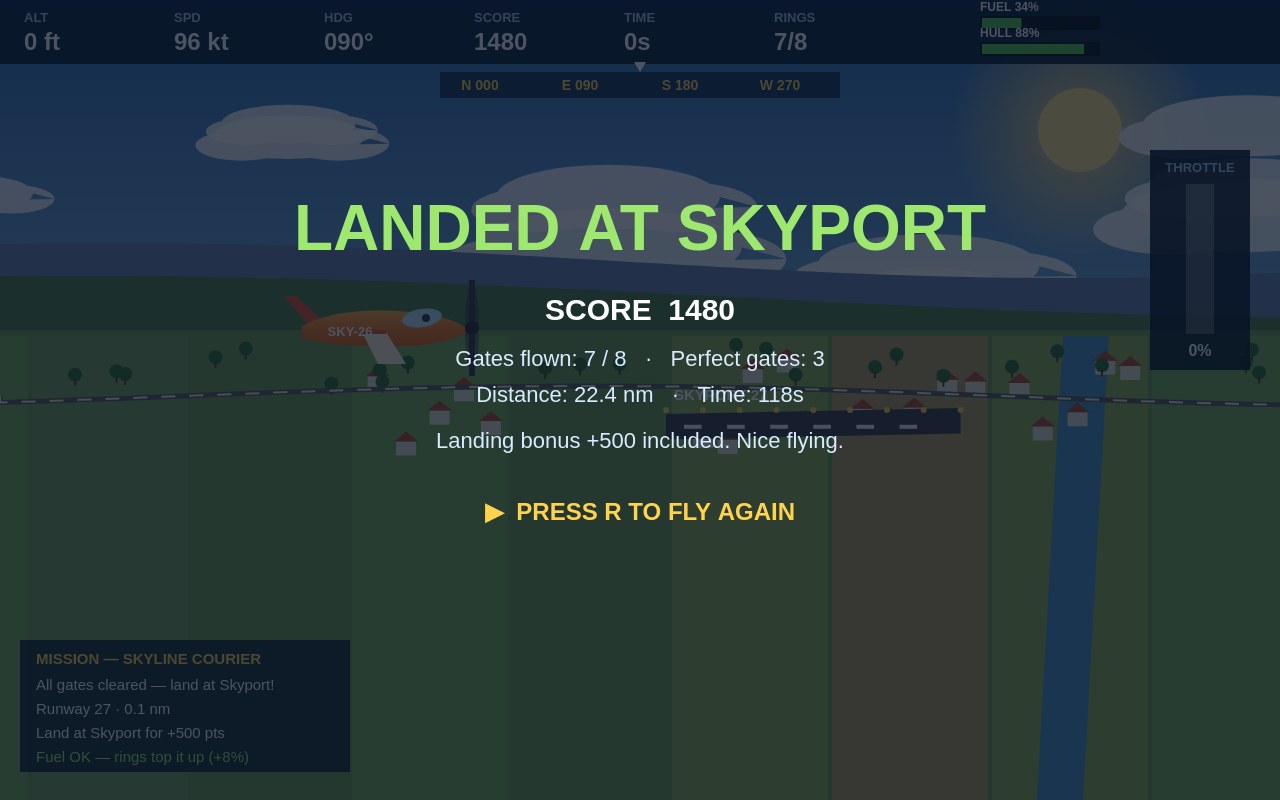 ALT SPD HDG SCORE TIME RINGS FUEL 34%
0 ft 96 kt 090° 1480 0s 7/8 HULL 88%
N 000 E 090 S 180 W 270
THROTTLE
LANDED AT SKYPORT
SCORE 1480
SKY-26
0%
Gates flown: 7 / 8 · Perfect gates: 3
Distance: 22.4 nm · Time: 118s
Landing bonus +500 included. Nice flying.
▶ PRESS R TO FLY AGAIN
MISSION — SKYLINE COURIER
All gates cleared — land at Skyport!
Runway 27 · 0.1 nm
Land at Skyport for +500 pts
Fuel OK — rings top it up (+8%)